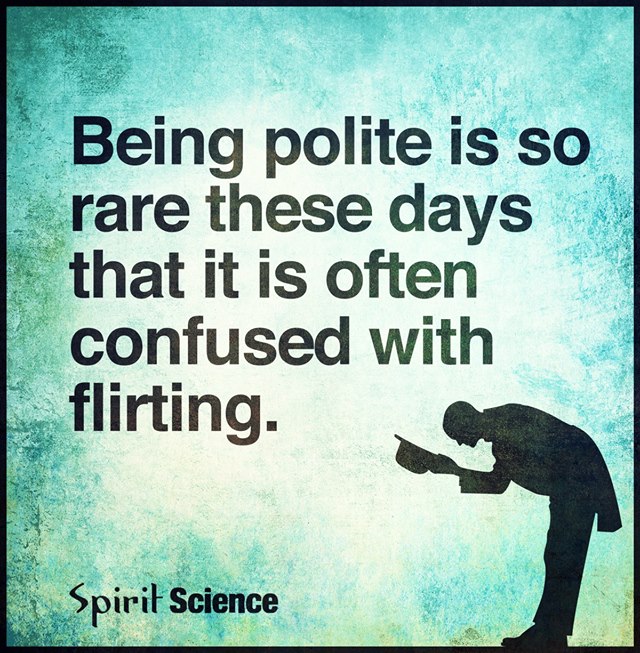 Being polite is so
rare these days
that it is often
confused with
flirting.
Spirit Science